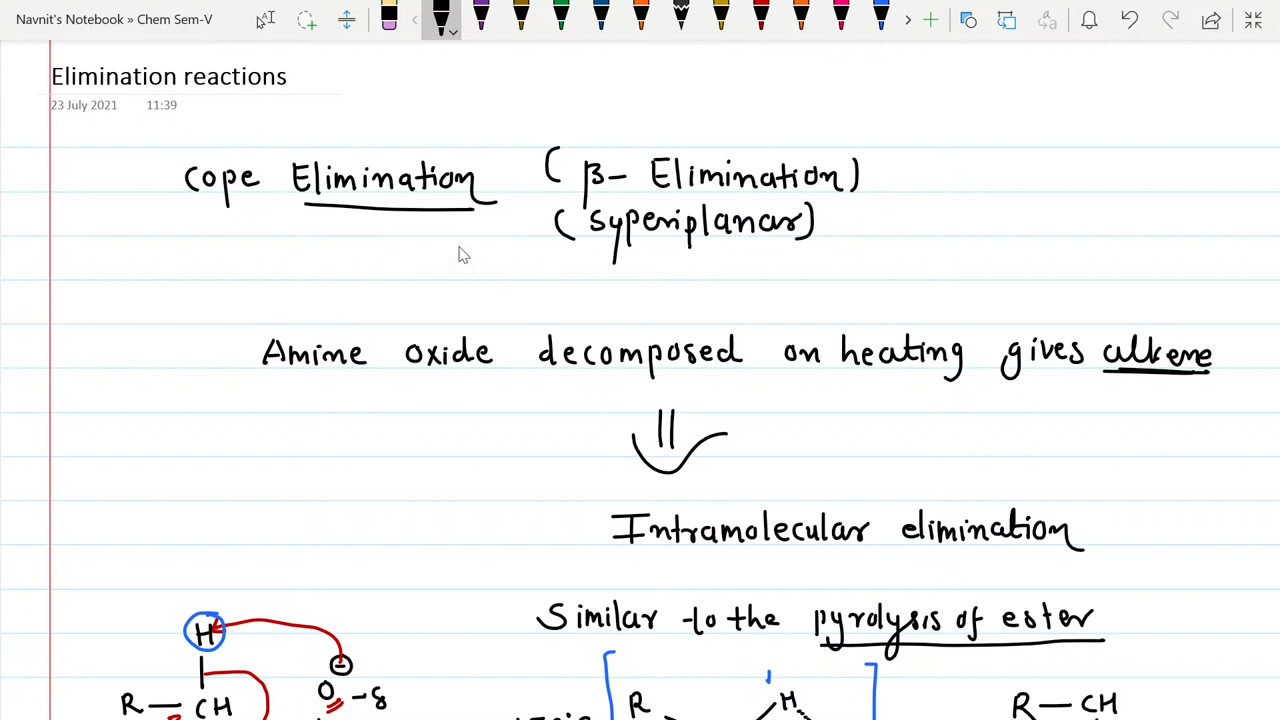 Navnit's Notebook » Chem Sem-V
Elimination reactions
23 July 2021 11:39
Cope Elimination (β- Elimination)
(Syperiplanar)
Amine oxide decomposed on heating gives alkene
Intramolecular elimination
Similar to the pyrolysis of ester
H
⊖
O -δ
H
R — CH
R
R — CH